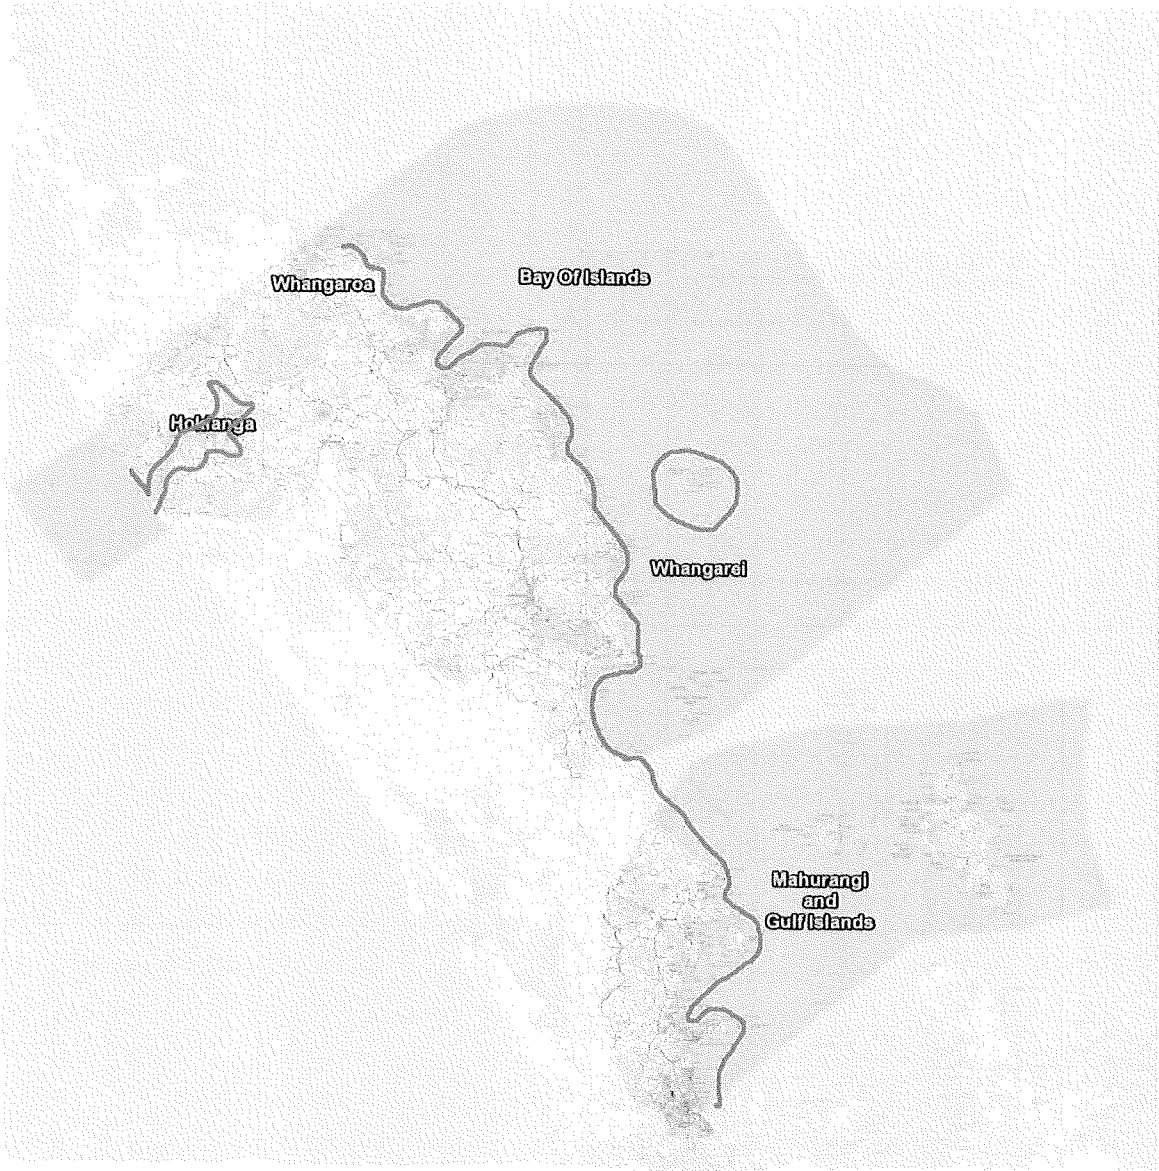 Bay Of Islands
Whangaroa
Hokianga
Whangarei
Mahurangi
and
Gulf Islands